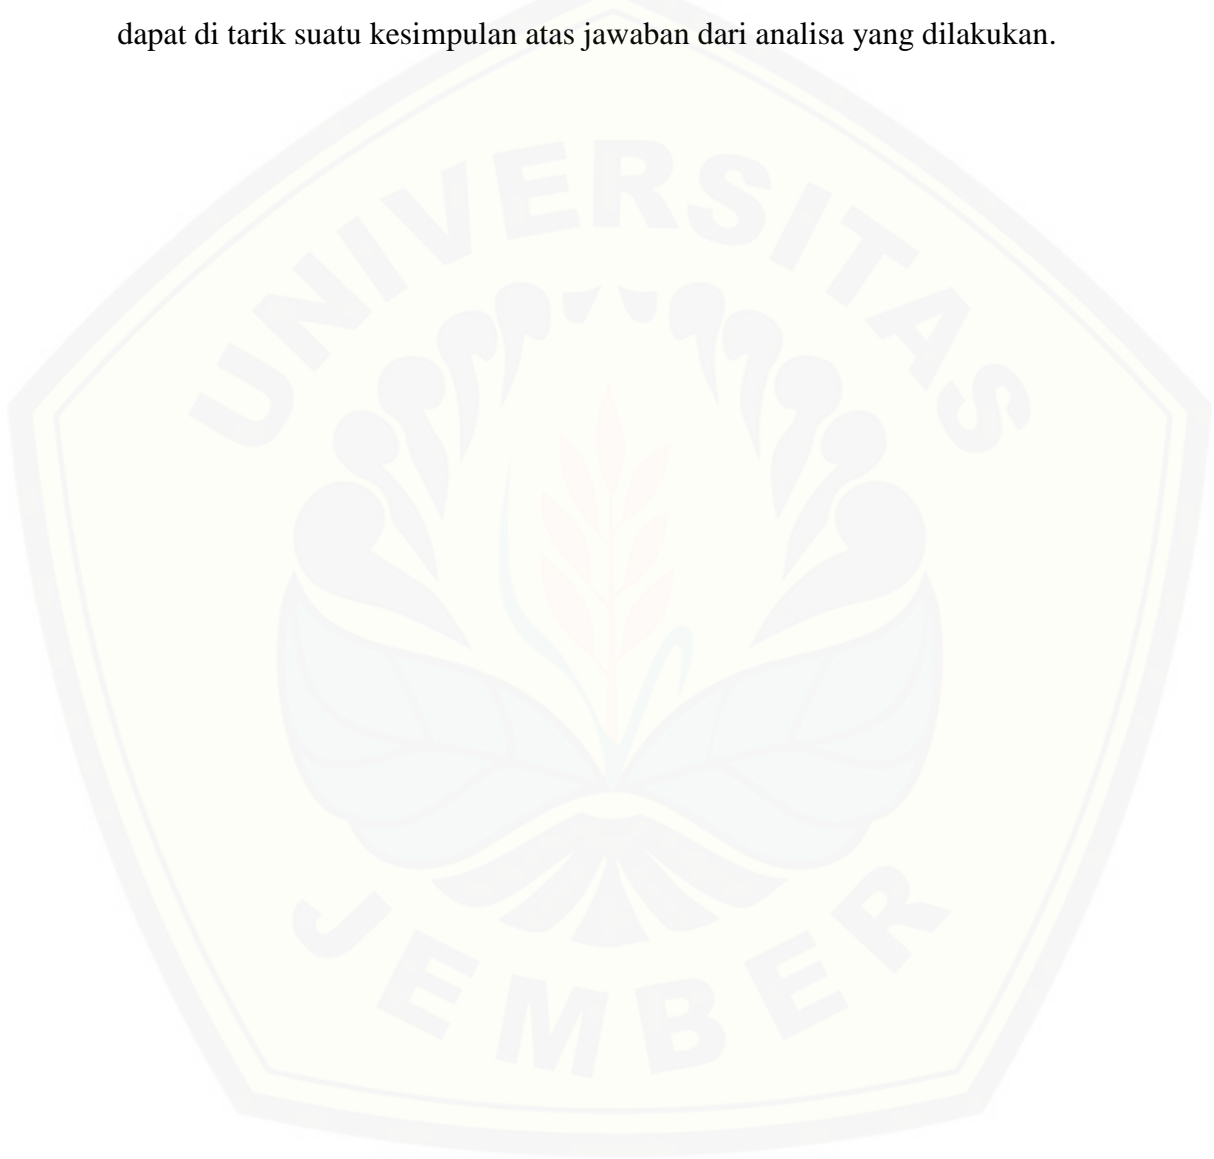 dapat di tarik suatu kesimpulan atas jawaban dari analisa yang dilakukan.
UNIVERSITAS
JEMBER